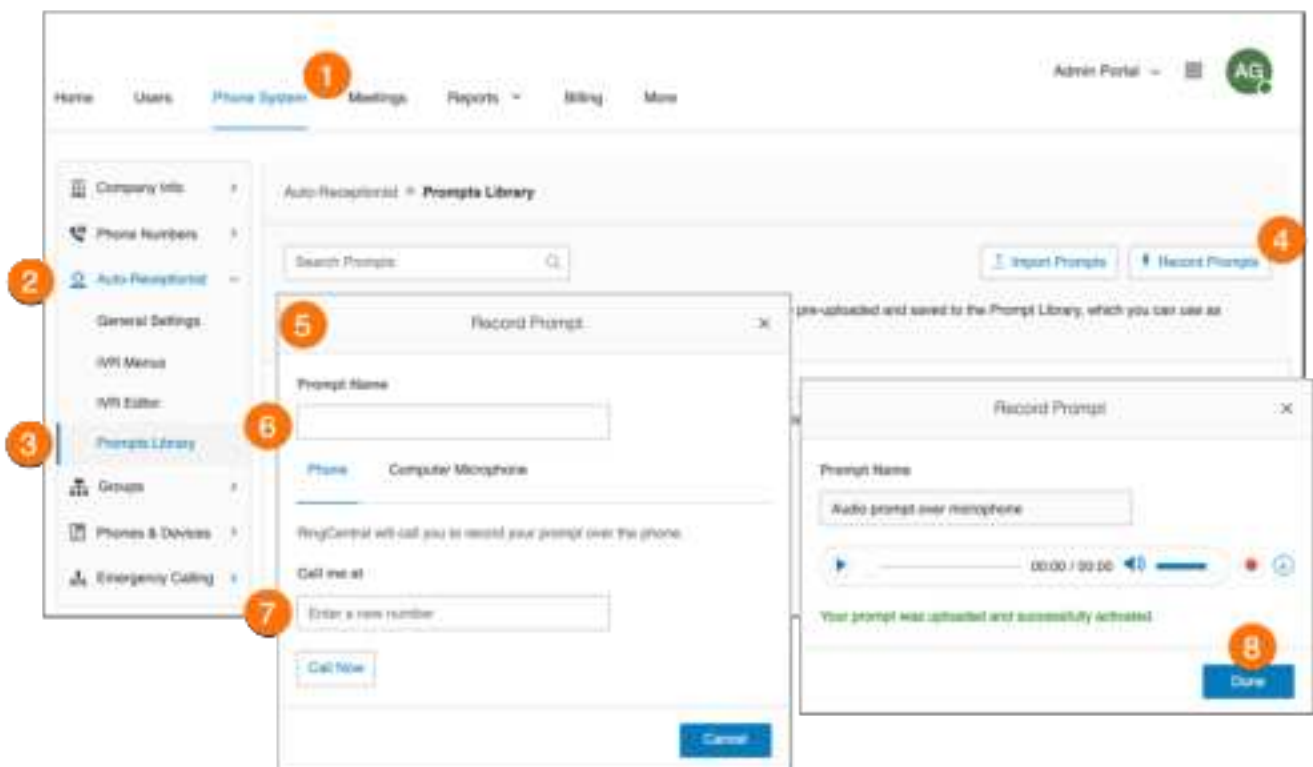 1
Admin Portal
AG
Home Users Phone System Meetings Reports Billing More
Company Info
Phone Numbers
2 Auto-Receptionist
General Settings
IVR Menus
IVR Editor
3 Prompts Library
Groups
Phones & Devices
Emergency Calling
Auto-Receptionist Prompts Library
4
Search Prompts
Import Prompts Record Prompts
pre-uploaded and saved to the Prompt Library, which you can use as
5 Record Prompt
Prompt Name
6
Phone Computer Microphone
RingCentral will call you to record your prompt over the phone.
Call me at
7 Enter a new number
Call Now
Cancel
Record Prompt
Prompt Name
Audio prompt over microphone
00:00 / 00:00
Your prompt was uploaded and successfully activated.
8
Done